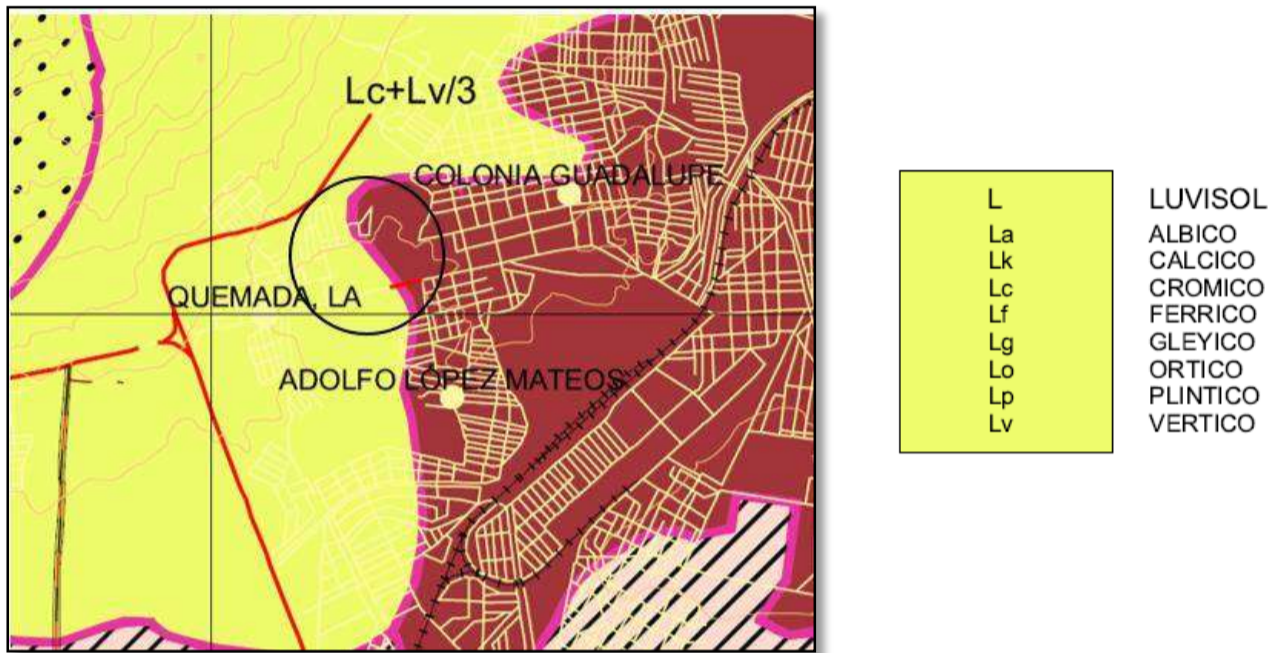 Lc+Lv/3
COLONIA GUADALUPE
QUEMADA, LA
ADOLFO LÓPEZ MATEOS
L LUVISOL
La ALBICO
Lk CALCICO
Lc CROMICO
Lf FERRICO
Lg GLEYICO
Lo ORTICO
Lp PLINTICO
Lv VERTICO